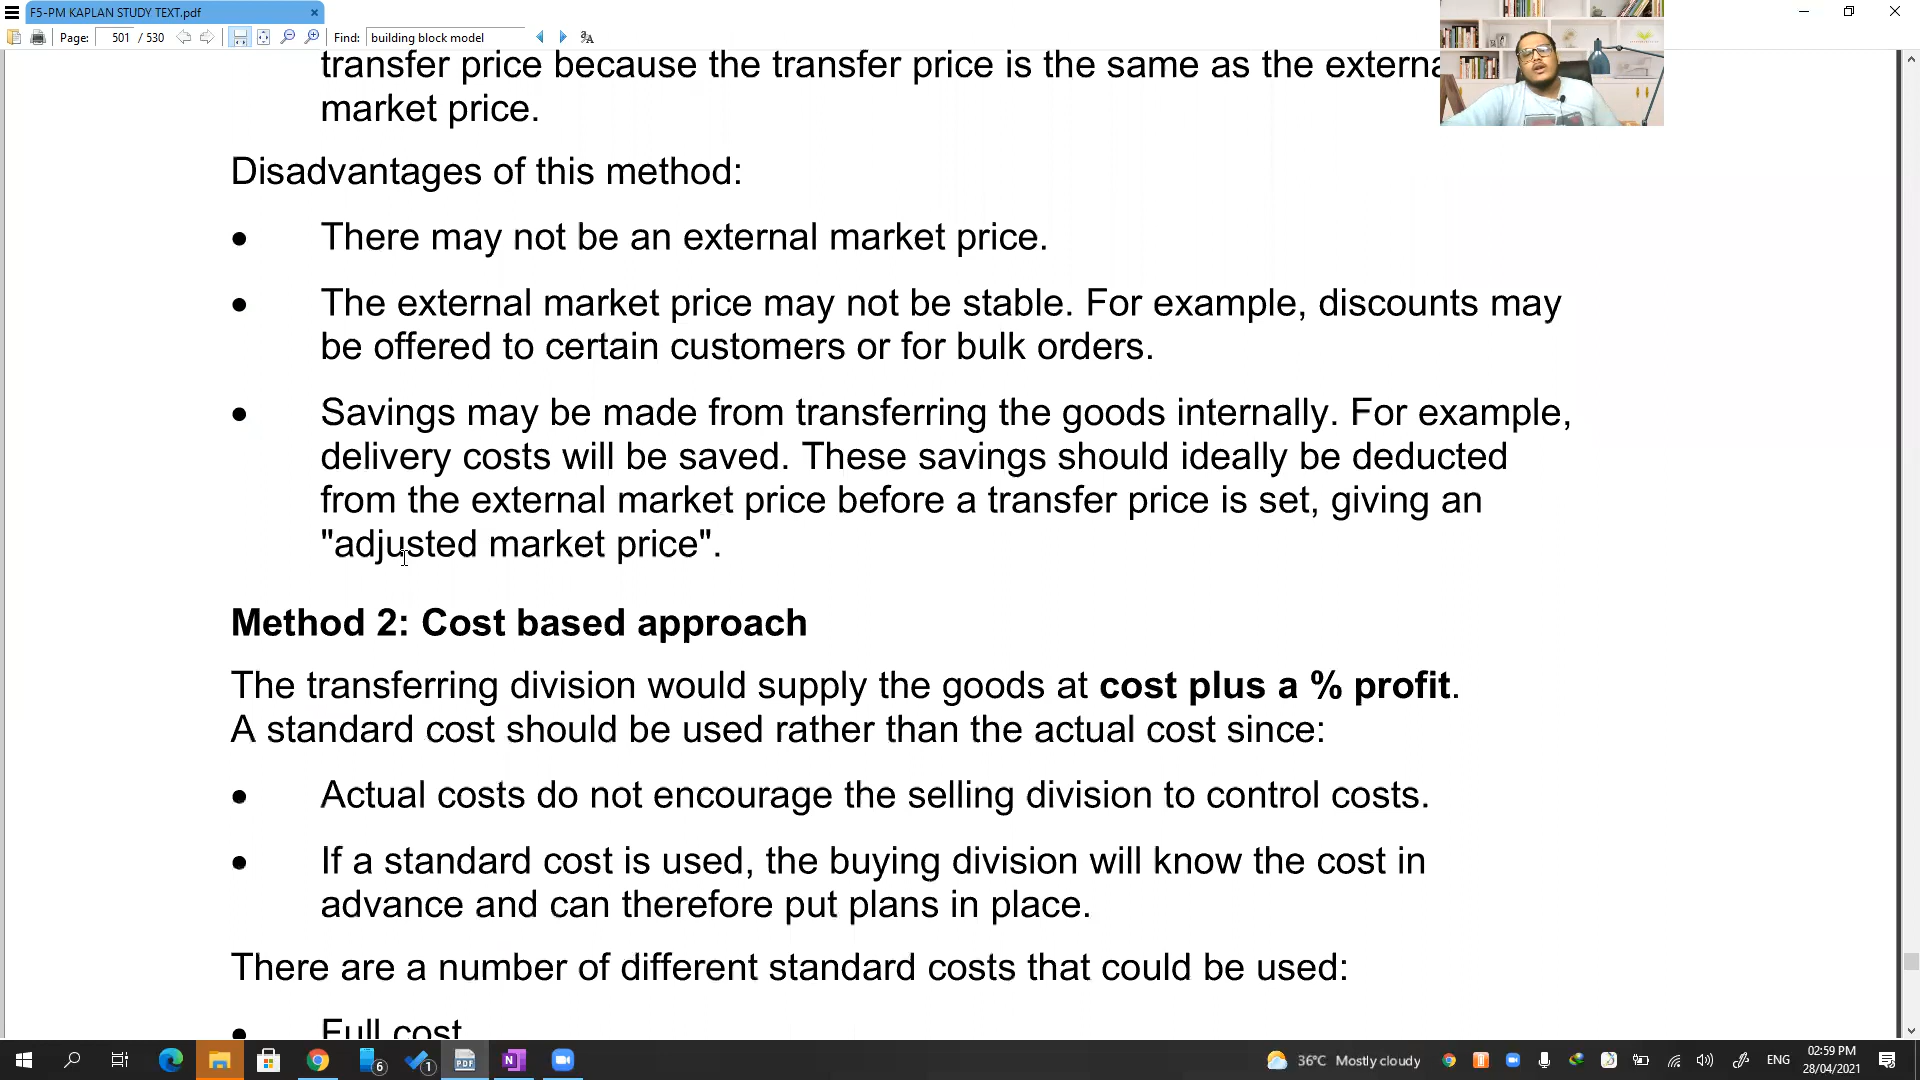 F5-PM KAPLAN STUDY TEXT.pdf
Page: 501 / 530 Find: building block model
transfer price because the transfer price is the same as the externa
market price.
Disadvantages of this method:
• There may not be an external market price.
• The external market price may not be stable. For example, discounts may
be offered to certain customers or for bulk orders.
• Savings may be made from transferring the goods internally. For example,
delivery costs will be saved. These savings should ideally be deducted
from the external market price before a transfer price is set, giving an
"adjusted market price".
Method 2: Cost based approach
The transferring division would supply the goods at cost plus a % profit.
A standard cost should be used rather than the actual cost since:
• Actual costs do not encourage the selling division to control costs.
• If a standard cost is used, the buying division will know the cost in
advance and can therefore put plans in place.
There are a number of different standard costs that could be used:
• Full cost
6 1 PDF N 36°C Mostly cloudy ENG 02:59 PM
28/04/2021